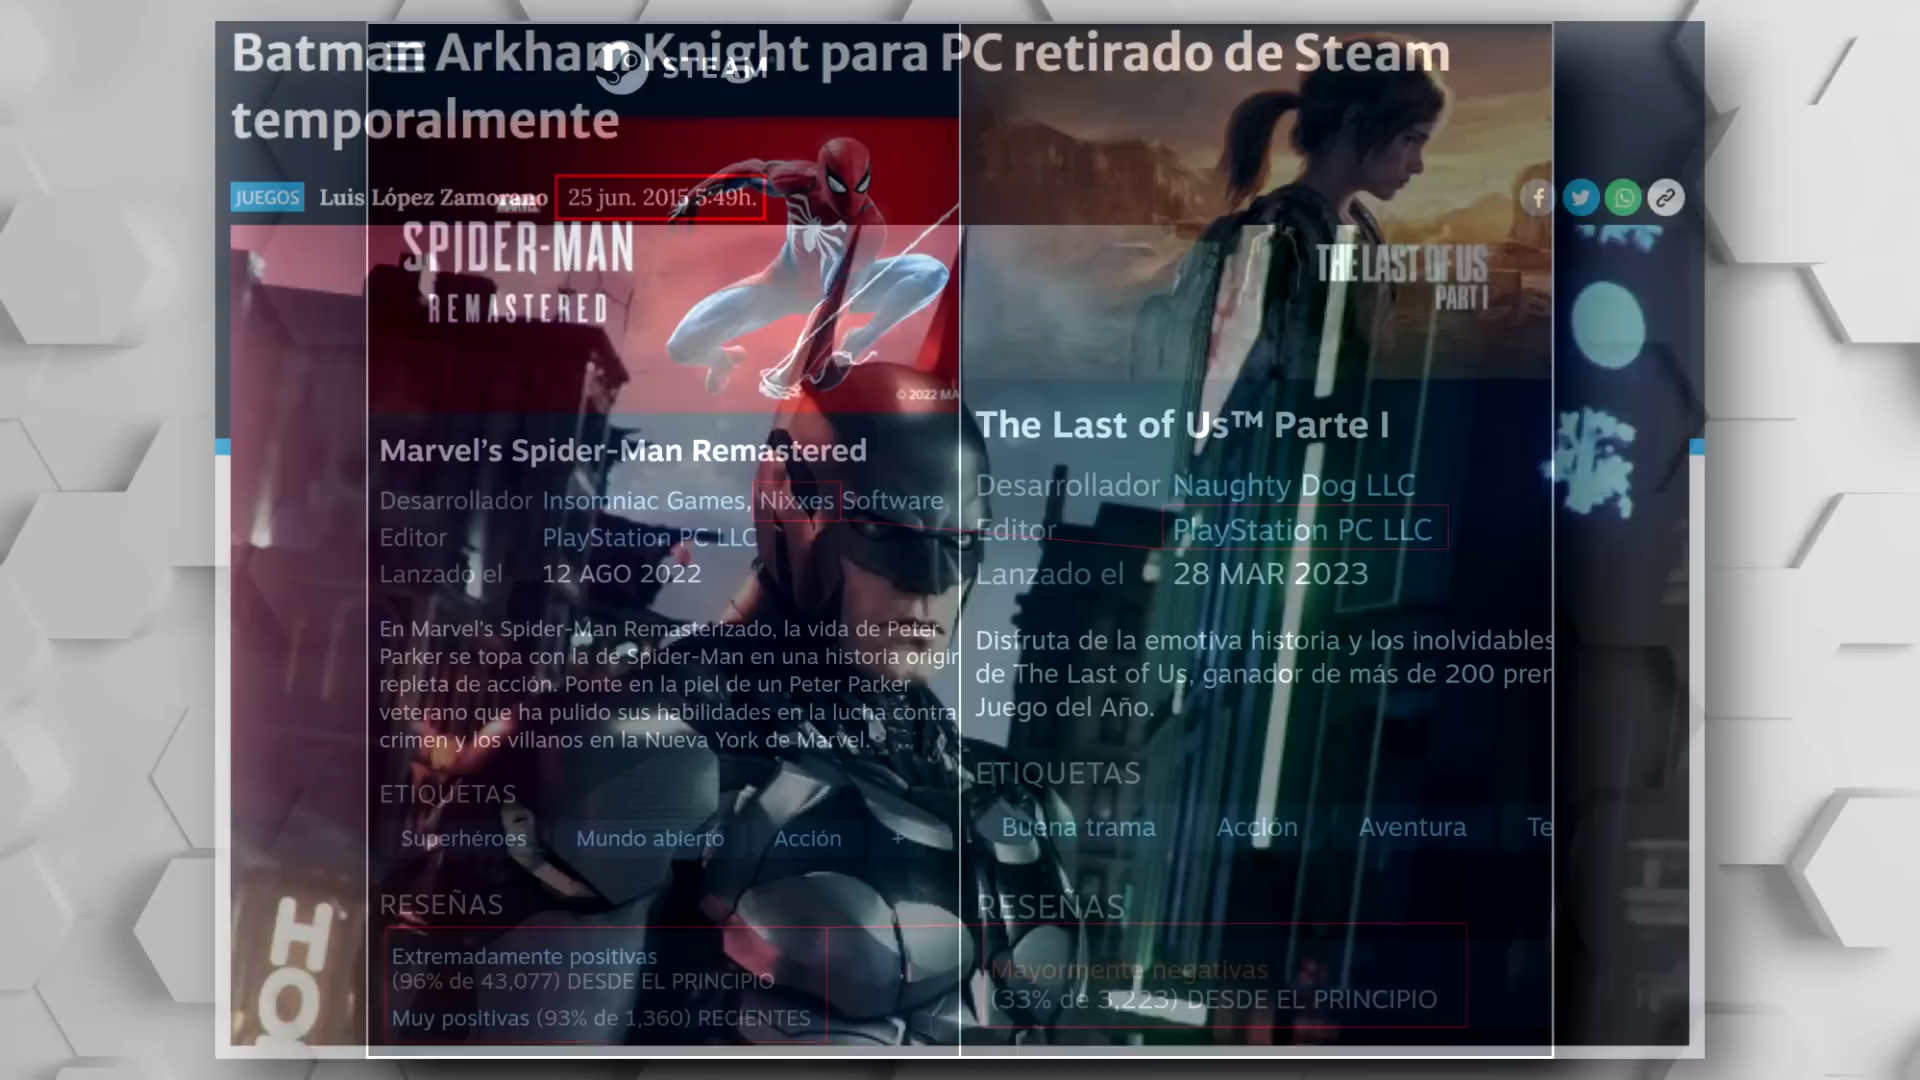 Batman Arkham Knight para PC retirado de Steam
temporalmente
STEAM
JUEGOS Luis López Zamorano 25 jun. 2015 5:49h.
MARVEL
SPIDER-MAN
REMASTERED
© 2022 MA
THE LAST OF US
PART I
Marvel's Spider-Man Remastered
Desarrollador Insomniac Games, Nixxes Software
Editor PlayStation PC LLC
Lanzado el 12 AGO 2022
En Marvel's Spider-Man Remasterizado, la vida de Peter
Parker se topa con la de Spider-Man en una historia origin
repleta de acción. Ponte en la piel de un Peter Parker
veterano que ha pulido sus habilidades en la lucha contra
crimen y los villanos en la Nueva York de Marvel.
ETIQUETAS
Superhéroes Mundo abierto Acción +
RESEÑAS
Extremadamente positivas
(96% de 43,077) DESDE EL PRINCIPIO
Muy positivas (93% de 1,360) RECIENTES
The Last of Us™ Parte I
Desarrollador Naughty Dog LLC
Editor PlayStation PC LLC
Lanzado el 28 MAR 2023
Disfruta de la emotiva historia y los inolvidables
de The Last of Us, ganador de más de 200 prem
Juego del Año.
ETIQUETAS
Buena trama Acción Aventura Te
RESEÑAS
Mayormente negativas
(33% de 3,223) DESDE EL PRINCIPIO
HO